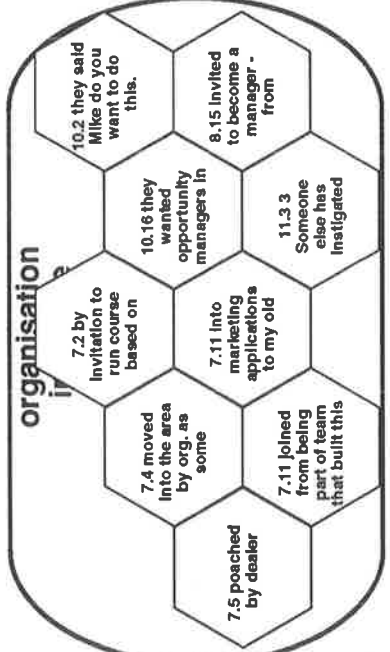 organisation
7.2 by
invitation to
run course
based on
10.2 they said
Mike do you
want to do
this.
7.4 moved
into the area
by org. as
some
10.16 they
wanted
opportunity
managers in
7.5 poached
by dealer
7.11 into
marketing
applications
to my old
8.15 invited
to become a
manager -
from
7.11 joined
from being
part of team
that built this
11.3 3
Someone
else has
instigated